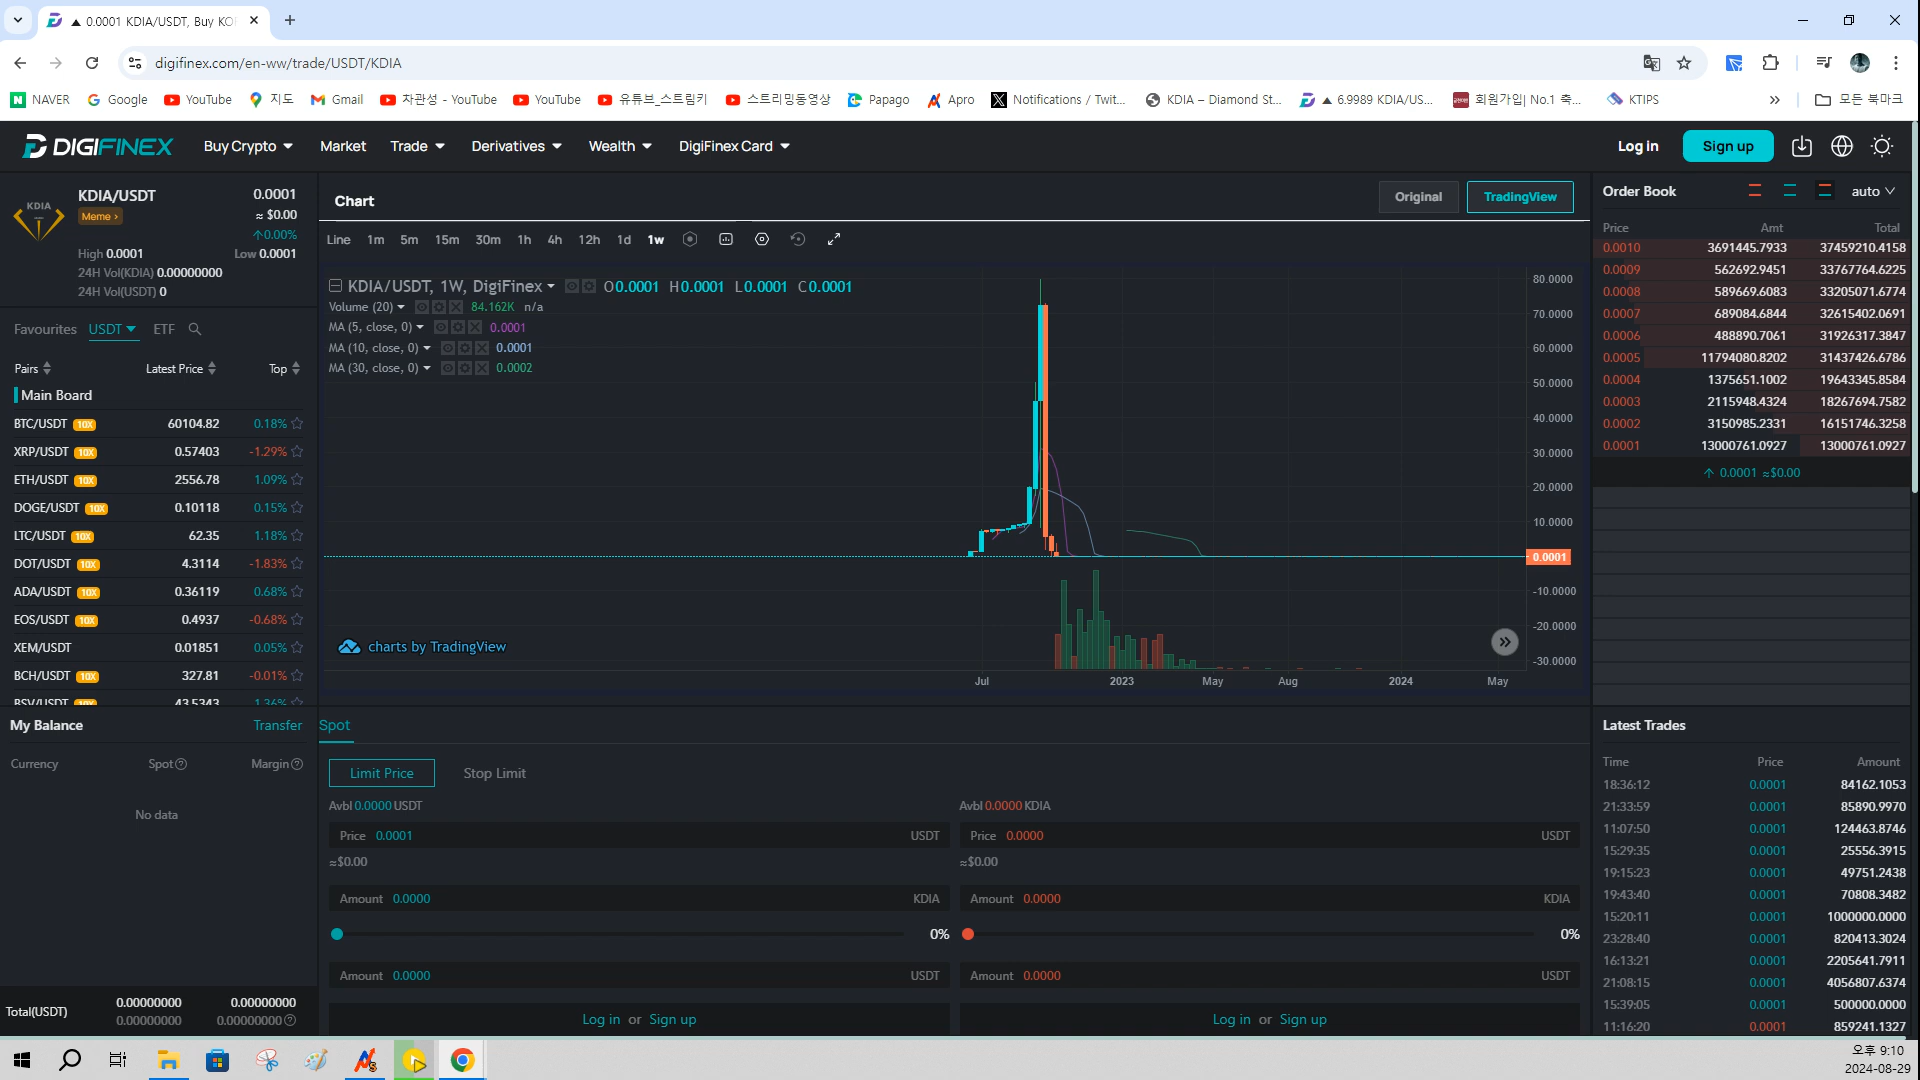 ▲ 0.0001 KDIA/USDT, Buy KO
digifinex.com/en-ww/trade/USDT/KDIA
NAVER Google YouTube 지도 Gmail 차관성 - YouTube YouTube 유튜브_스트림키 스트리밍동영상 Papago Apro Notifications / Twit... KDIA – Diamond St... ▲ 6.9989 KDIA/US... 회원가입| No.1 축... KTIPS » 모든 북마크
DIGIFINEX Buy Crypto Market Trade Derivatives Wealth DigiFinex Card Log in Sign up
KDIA
KDIA/USDT 0.0001
Meme › ≈ $0.00
↑0.00%
High 0.0001 Low 0.0001
24H Vol(KDIA) 0.00000000
24H Vol(USDT) 0
Favourites USDT ETF
Pairs Latest Price Top
Main Board
BTC/USDT 10X 60104.82 0.18%
XRP/USDT 10X 0.57403 -1.29%
ETH/USDT 10X 2556.78 1.09%
DOGE/USDT 10X 0.10118 0.15%
LTC/USDT 10X 62.35 1.18%
DOT/USDT 10X 4.3114 -1.83%
ADA/USDT 10X 0.36119 0.68%
EOS/USDT 10X 0.4937 -0.68%
XEM/USDT 0.01851 0.05%
BCH/USDT 10X 327.81 -0.01%
BSV/USDT 10X 43.5343 1.36%
My Balance Transfer
Currency Spot Margin
No data
Total(USDT) 0.00000000 0.00000000
0.00000000 0.00000000
Chart Original TradingView
Line 1m 5m 15m 30m 1h 4h 12h 1d 1w
KDIA/USDT, 1W, DigiFinex O0.0001 H0.0001 L0.0001 C0.0001
Volume (20) 84.162K n/a
MA (5, close, 0) 0.0001
MA (10, close, 0) 0.0001
MA (30, close, 0) 0.0002
80.0000
70.0000
60.0000
50.0000
40.0000
30.0000
20.0000
10.0000
0.0001
-10.0000
-20.0000
-30.0000
charts by TradingView
Jul 2023 May Aug 2024 May
Spot
Limit Price Stop Limit
Avbl 0.0000 USDT Avbl 0.0000 KDIA
Price 0.0001 USDT Price 0.0000 USDT
≈$0.00 ≈$0.00
Amount 0.0000 KDIA Amount 0.0000 KDIA
0% 0%
Amount 0.0000 USDT Amount 0.0000 USDT
Log in or Sign up Log in or Sign up
Order Book auto
Price Amt Total
0.0010 3691445.7933 37459210.4158
0.0009 562692.9451 33767764.6225
0.0008 589669.6083 33205071.6774
0.0007 689084.6844 32615402.0691
0.0006 488890.7061 31926317.3847
0.0005 11794080.8202 31437426.6786
0.0004 1375651.1002 19643345.8584
0.0003 2115948.4324 18267694.7582
0.0002 3150985.2331 16151746.3258
0.0001 13000761.0927 13000761.0927
↑ 0.0001 ≈$0.00
Latest Trades
Time Price Amount
18:36:12 0.0001 84162.1053
21:33:59 0.0001 85890.9970
11:07:50 0.0001 124463.8746
15:29:35 0.0001 25556.3915
19:15:23 0.0001 49751.2438
19:43:40 0.0001 70808.3482
15:20:11 0.0001 1000000.0000
23:28:40 0.0001 820413.3024
16:13:21 0.0001 2205641.7911
21:08:15 0.0001 4056807.6374
15:39:05 0.0001 500000.0000
11:16:20 0.0001 859241.1327
오후 9:10
2024-08-29